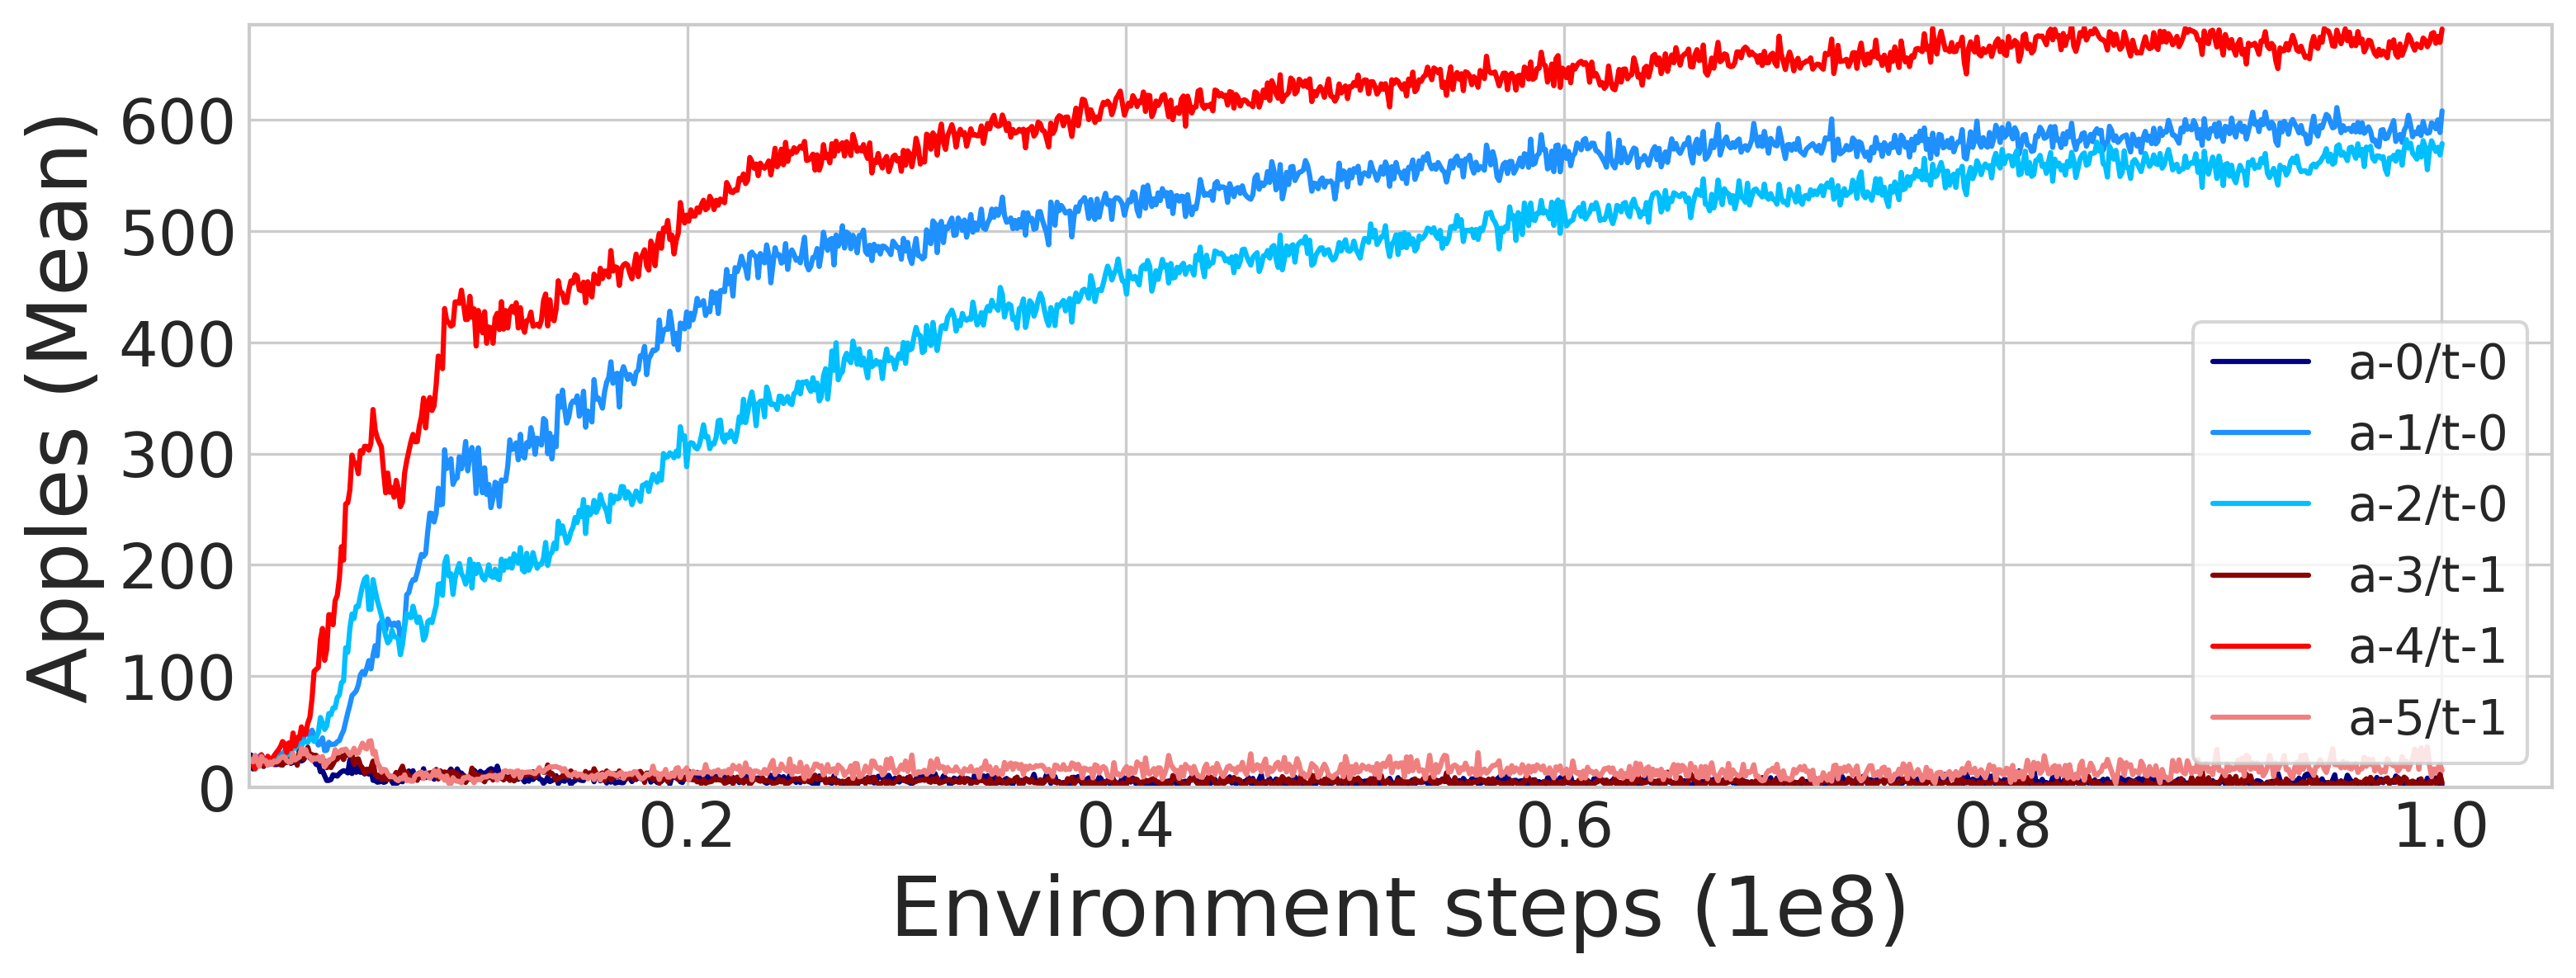 Apples (Mean)
600
500
400
300
200
100
0
a-0/t-0
a-1/t-0
a-2/t-0
a-3/t-1
a-4/t-1
a-5/t-1
0.2
0.4
0.6
0.8
1.0
Environment steps (1e8)